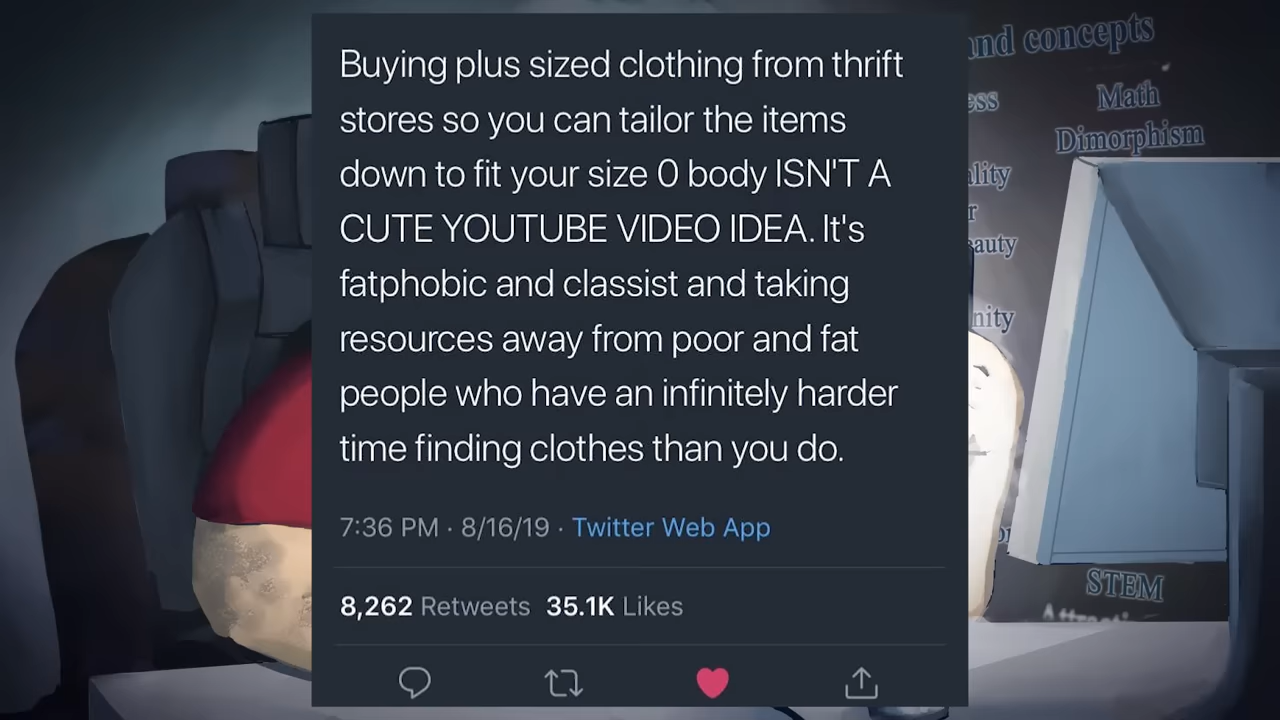 Buying plus sized clothing from thrift
stores so you can tailor the items
down to fit your size 0 body ISN'T A
CUTE YOUTUBE VIDEO IDEA. It's
fatphobic and classist and taking
resources away from poor and fat
people who have an infinitely harder
time finding clothes than you do.
7:36 PM · 8/16/19 · Twitter Web App
8,262 Retweets 35.1K Likes
concepts
Math
Dimorphism
STEM